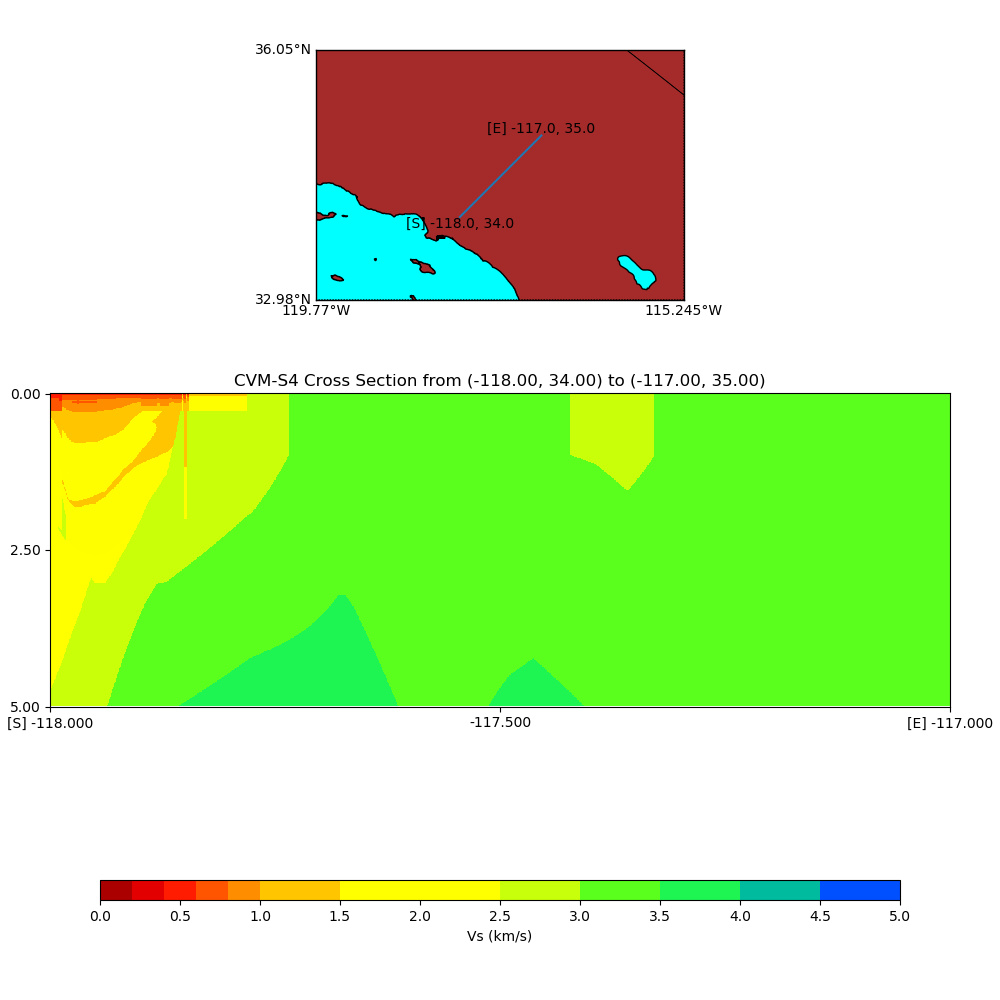 36.05°N
[E] -117.0, 35.0
[S] -118.0, 34.0
32.98°N
119.77°W 115.245°W
CVM-S4 Cross Section from (-118.00, 34.00) to (-117.00, 35.00)
0.00
2.50
5.00
[S] -118.000 -117.500 [E] -117.000
0.0 0.5 1.0 1.5 2.0 2.5 3.0 3.5 4.0 4.5 5.0
Vs (km/s)